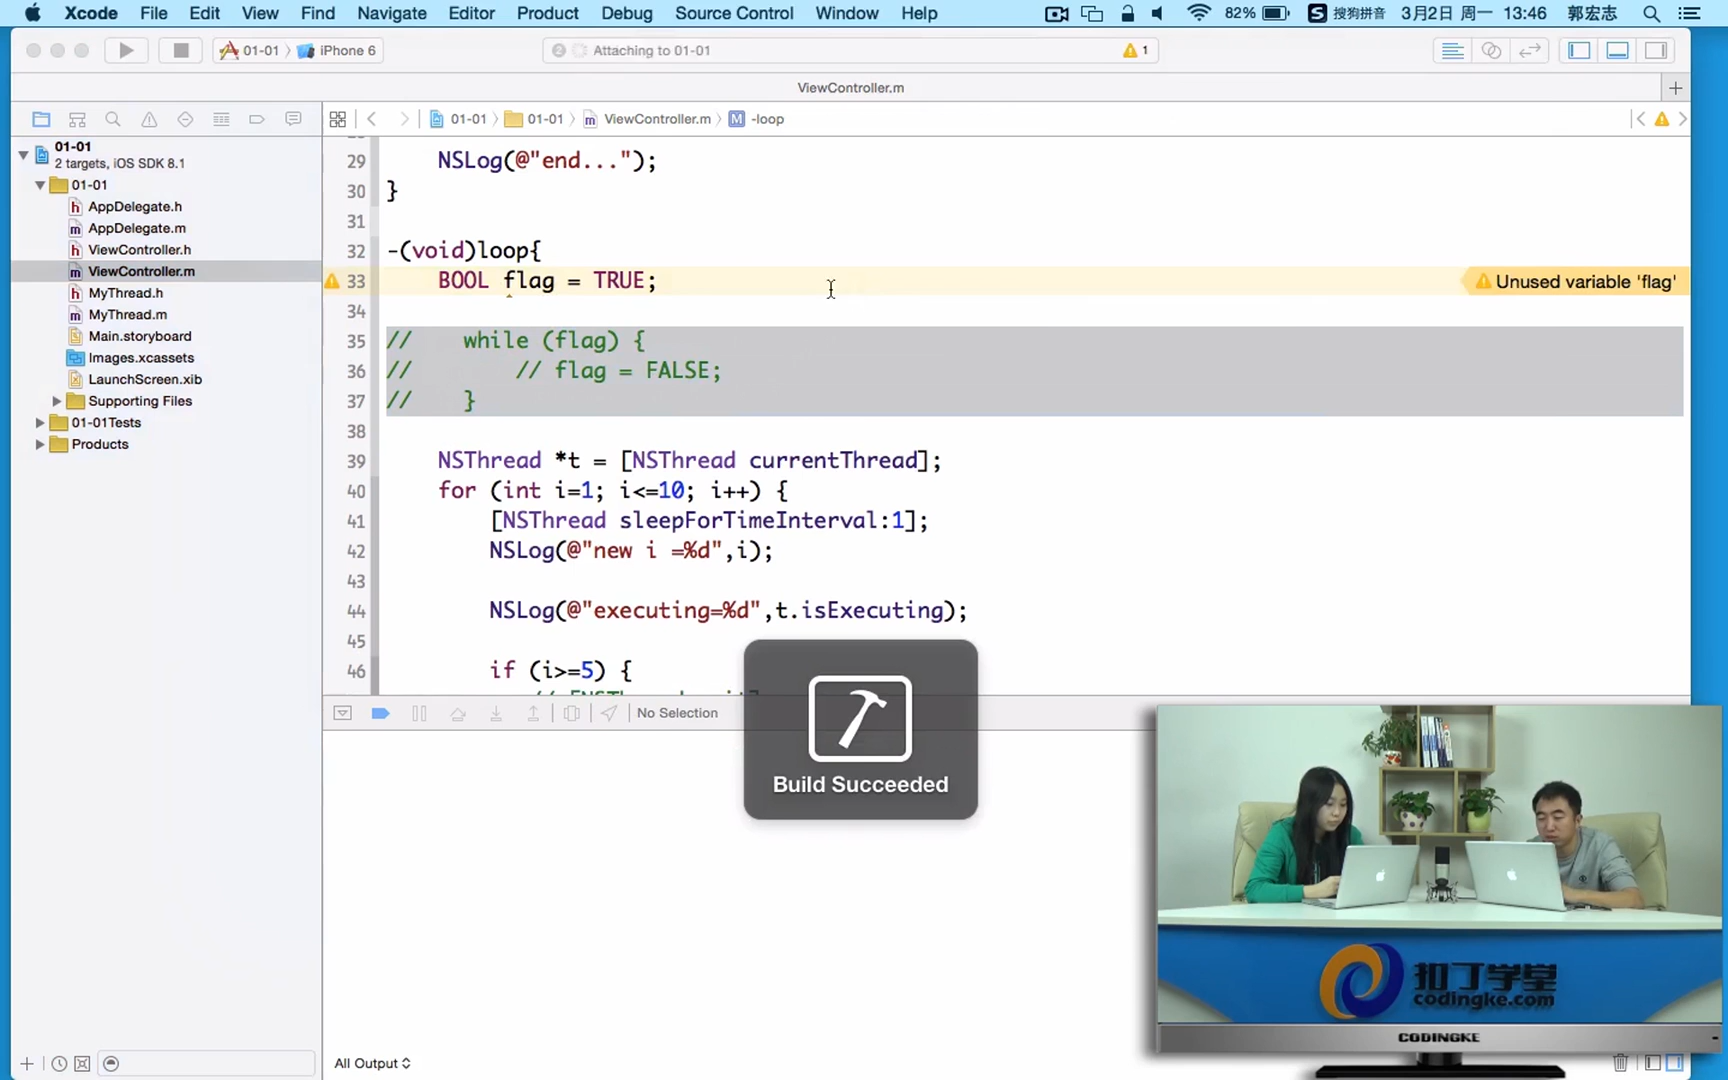 Xcode File Edit View Find Navigate Editor Product Debug Source Control Window Help 82% 搜狗拼音 3月2日 周一 13:46 郭宏志
01-01 iPhone 6 2 Attaching to 01-01 1
ViewController.m
01-01 01-01 m ViewController.m M -loop
01-01
2 targets, iOS SDK 8.1
01-01
h AppDelegate.h
m AppDelegate.m
h ViewController.h
m ViewController.m
h MyThread.h
m MyThread.m
Main.storyboard
Images.xcassets
LaunchScreen.xib
Supporting Files
01-01Tests
Products
29 NSLog(@"end...");
30 }
31
32 -(void)loop{
33 BOOL flag = TRUE; Unused variable 'flag'
34
35 // while (flag) {
36 // // flag = FALSE;
37 // }
38
39 NSThread *t = [NSThread currentThread];
40 for (int i=1; i<=10; i++) {
41 [NSThread sleepForTimeInterval:1];
42 NSLog(@"new i =%d",i);
43
44 NSLog(@"executing=%d",t.isExecuting);
45
46 if (i>=5) {
No Selection
Build Succeeded
扣丁学堂
codingke.com
CODINGKE
All Output